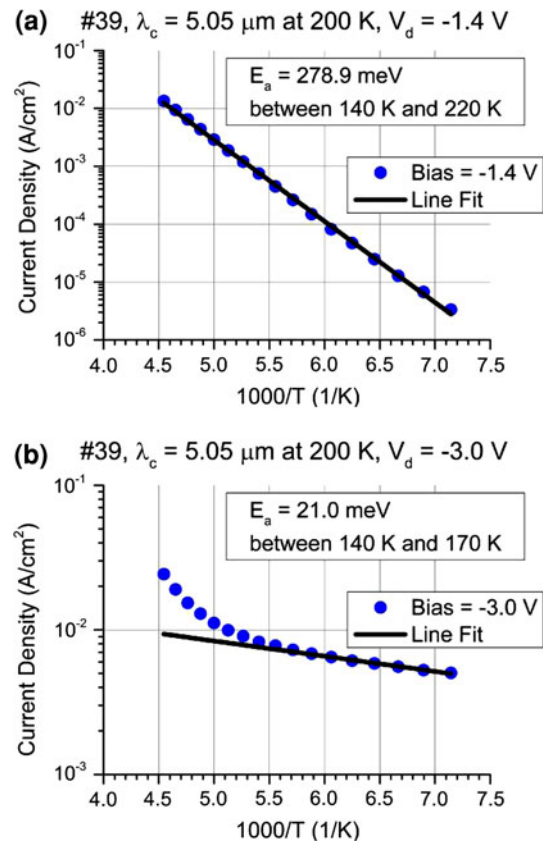 (a) #39, λc = 5.05 μm at 200 K, Vd = -1.4 V
Ea = 278.9 meV
between 140 K and 220 K
Bias = -1.4 V
Line Fit
Current Density (A/cm²)
10⁻¹
10⁻²
10⁻³
10⁻⁴
10⁻⁵
10⁻⁶
4.0 4.5 5.0 5.5 6.0 6.5 7.0 7.5
1000/T (1/K)
(b) #39, λc = 5.05 μm at 200 K, Vd = -3.0 V
Ea = 21.0 meV
between 140 K and 170 K
Bias = -3.0 V
Line Fit
Current Density (A/cm²)
10⁻¹
10⁻²
10⁻³
4.0 4.5 5.0 5.5 6.0 6.5 7.0 7.5
1000/T (1/K)